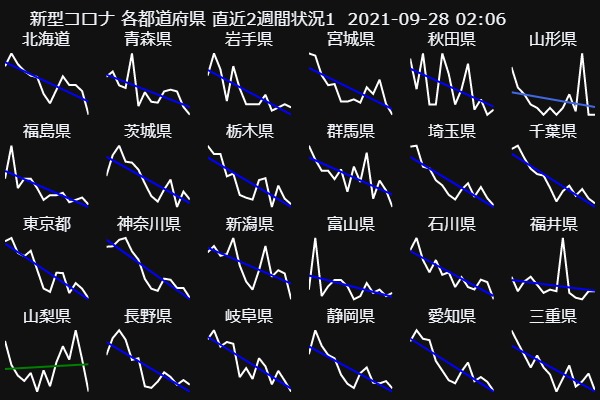 新型コロナ 各都道府県 直近2週間状況1 2021-09-28 02:06
北海道 青森県 岩手県 宮城県 秋田県 山形県
福島県 茨城県 栃木県 群馬県 埼玉県 千葉県
東京都 神奈川県 新潟県 富山県 石川県 福井県
山梨県 長野県 岐阜県 静岡県 愛知県 三重県